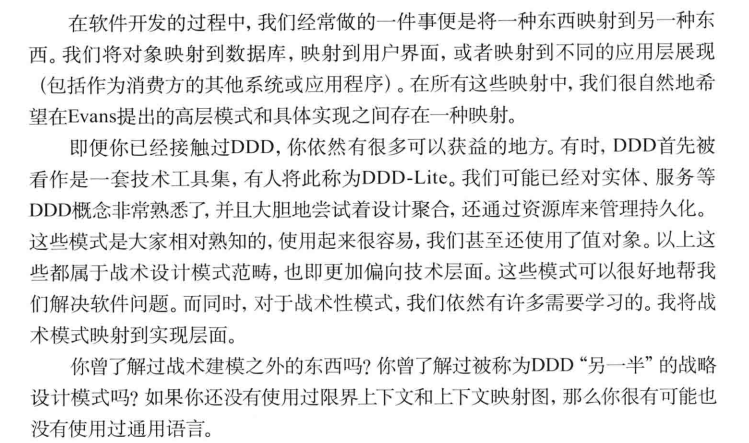 在软件开发的过程中，我们经常做的一件事便是将一种东西映射到另一种东
西。我们将对象映射到数据库，映射到用户界面，或者映射到不同的应用层展现
（包括作为消费方的其他系统或应用程序）。在所有这些映射中，我们很自然地希
望在Evans提出的高层模式和具体实现之间存在一种映射。
即便你已经接触过DDD，你依然有很多可以获益的地方。有时，DDD首先被
看作是一套技术工具集，有人将此称为DDD-Lite。我们可能已经对实体、服务等
DDD概念非常熟悉了，并且大胆地尝试着设计聚合，还通过资源库来管理持久化。
这些模式是大家相对熟知的，使用起来很容易，我们甚至还使用了值对象。以上这
些都属于战术设计模式范畴，也即更加偏向技术层面。这些模式可以很好地帮我
们解决软件问题。而同时，对于战术性模式，我们依然有许多需要学习的。我将战
术模式映射到实现层面。
你曾了解过战术建模之外的东西吗？你曾了解过被称为DDD“另一半”的战略
设计模式吗？如果你还没有使用过限界上下文和上下文映射图，那么你很有可能也
没有使用过通用语言。